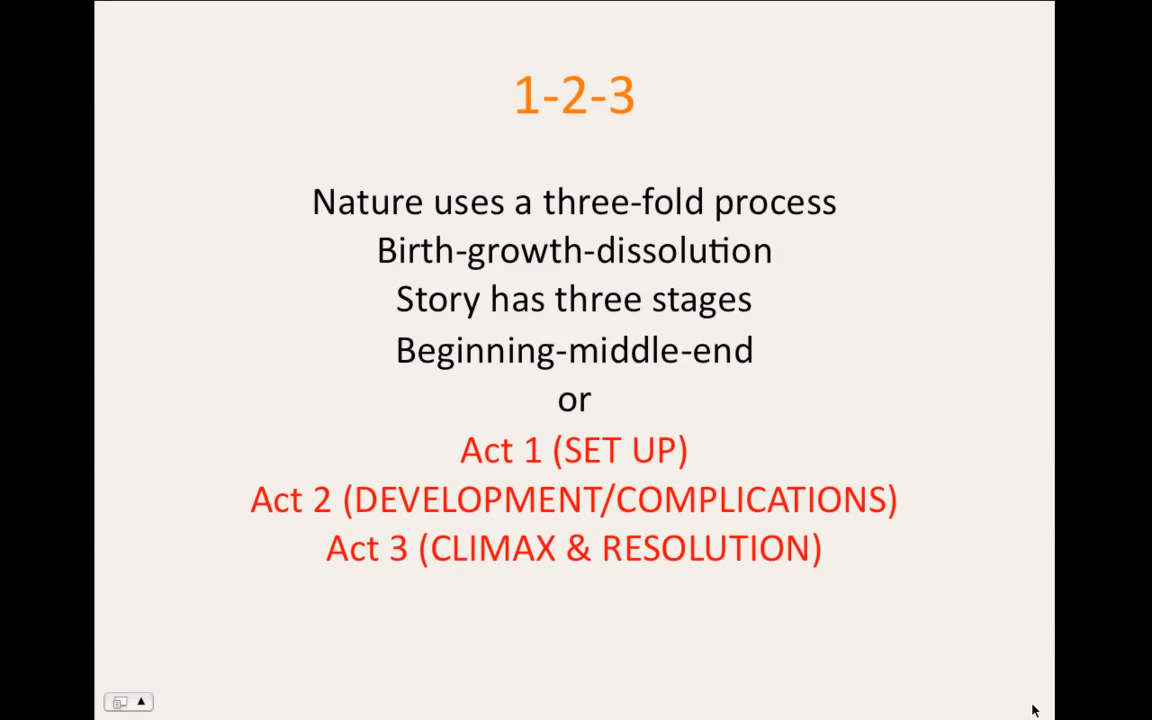 1-2-3
Nature uses a three-fold process
Birth-growth-dissolution
Story has three stages
Beginning-middle-end
or
Act 1 (SET UP)
Act 2 (DEVELOPMENT/COMPLICATIONS)
Act 3 (CLIMAX & RESOLUTION)